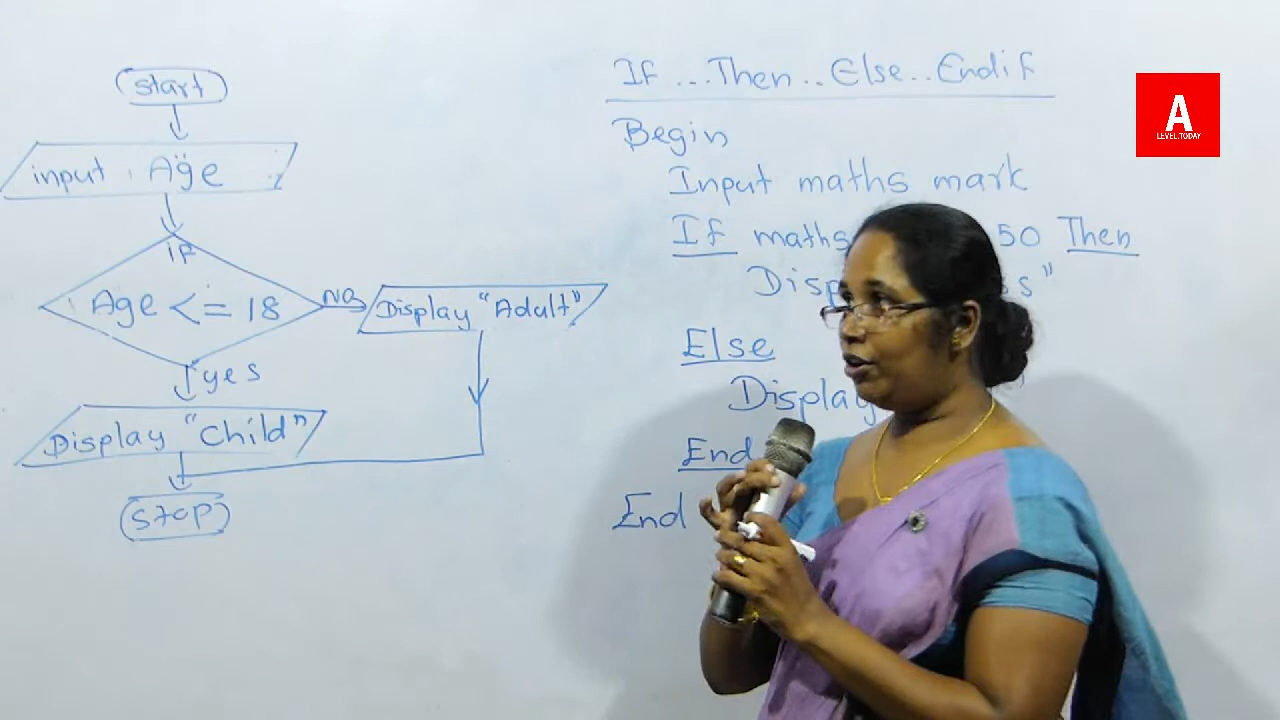 start
input Age
if
Age <= 18
no
Display "Adult"
yes
Display "Child"
stop
If ... Then .. Else .. Endif
Begin
Input maths mark
If maths 50 Then
Else
Display
End
End
A
LEVEL.TODAY